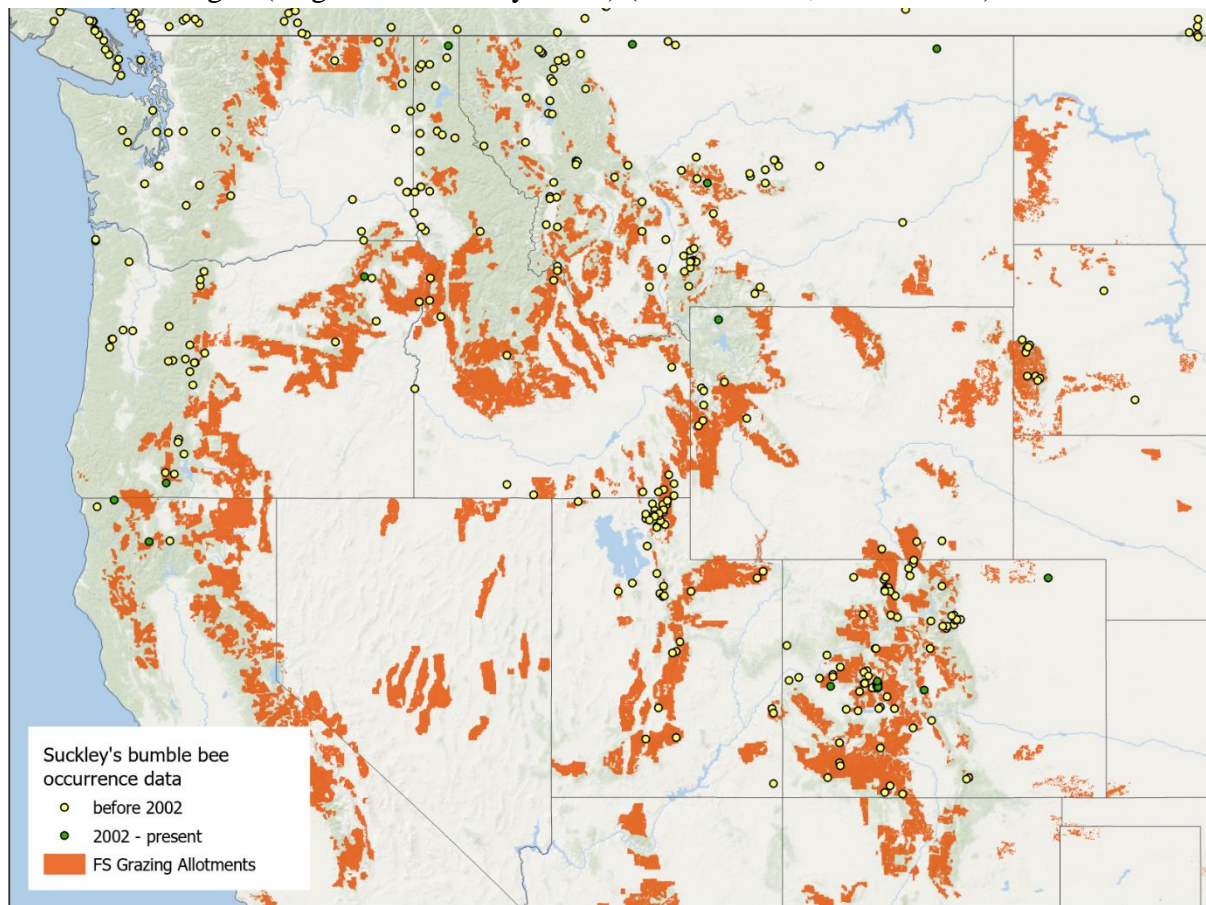 Suckley's bumble bee
occurrence data
before 2002
2002 - present
FS Grazing Allotments